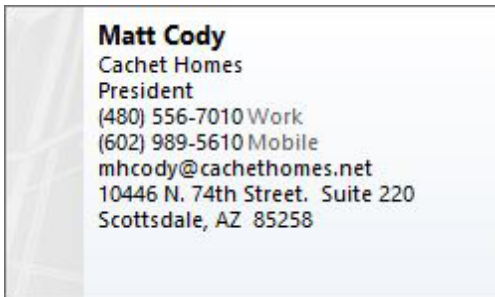 Matt Cody
Cachet Homes
President
(480) 556-7010 Work
(602) 989-5610 Mobile
mhcody@cachethomes.net
10446 N. 74th Street.  Suite 220
Scottsdale, AZ  85258